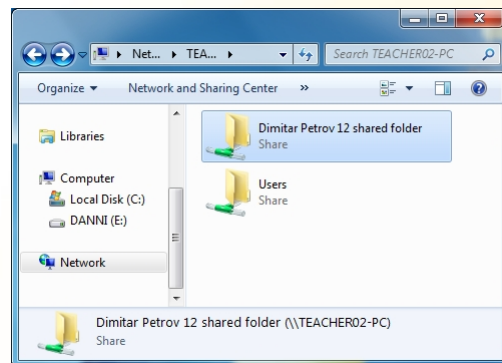 Net... TEA... Search TEACHER02-PC
Organize Network and Sharing Center »
Libraries
Computer
Local Disk (C:)
DANNI (E:)
Network
Dimitar Petrov 12 shared folder
Share
Users
Share
Dimitar Petrov 12 shared folder (\\TEACHER02-PC)
Share